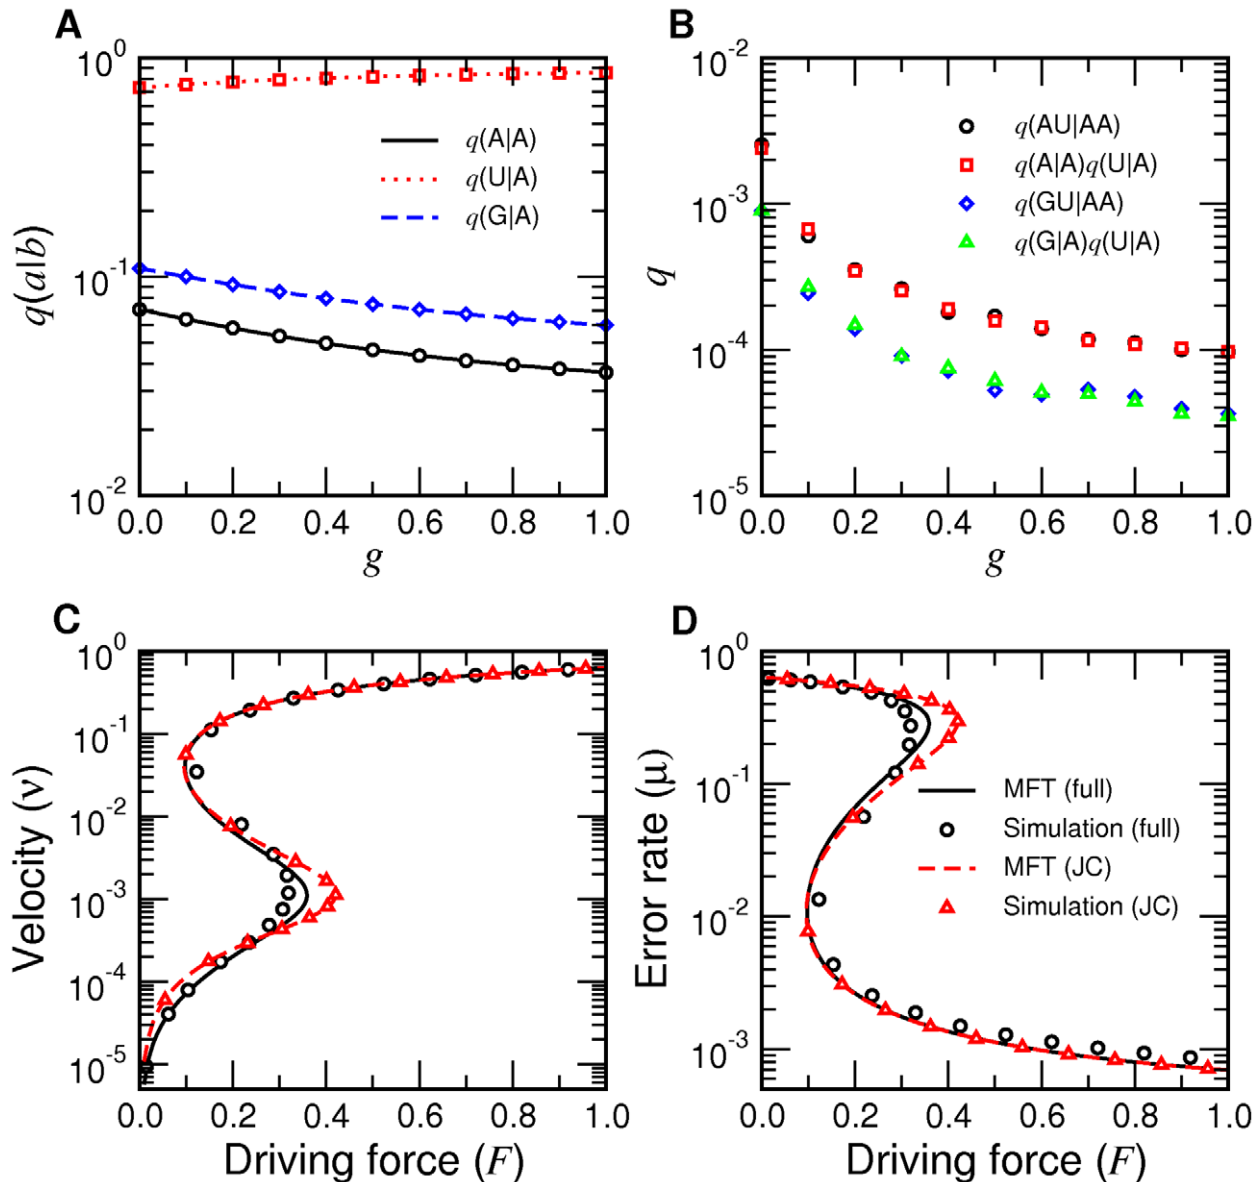 A
10^0
10^-1
10^-2
q(a|b)
q(A|A)
q(U|A)
q(G|A)
0.0 0.2 0.4 0.6 0.8 1.0
g
B
10^-2
10^-3
10^-4
10^-5
q
q(AU|AA)
q(A|A)q(U|A)
q(GU|AA)
q(G|A)q(U|A)
0.0 0.2 0.4 0.6 0.8 1.0
g
C
10^0
10^-1
10^-2
10^-3
10^-4
10^-5
Velocity (ν)
0.0 0.2 0.4 0.6 0.8 1.0
Driving force (F)
D
10^0
10^-1
10^-2
10^-3
Error rate (μ)
MFT (full)
Simulation (full)
MFT (JC)
Simulation (JC)
0.0 0.2 0.4 0.6 0.8 1.0
Driving force (F)